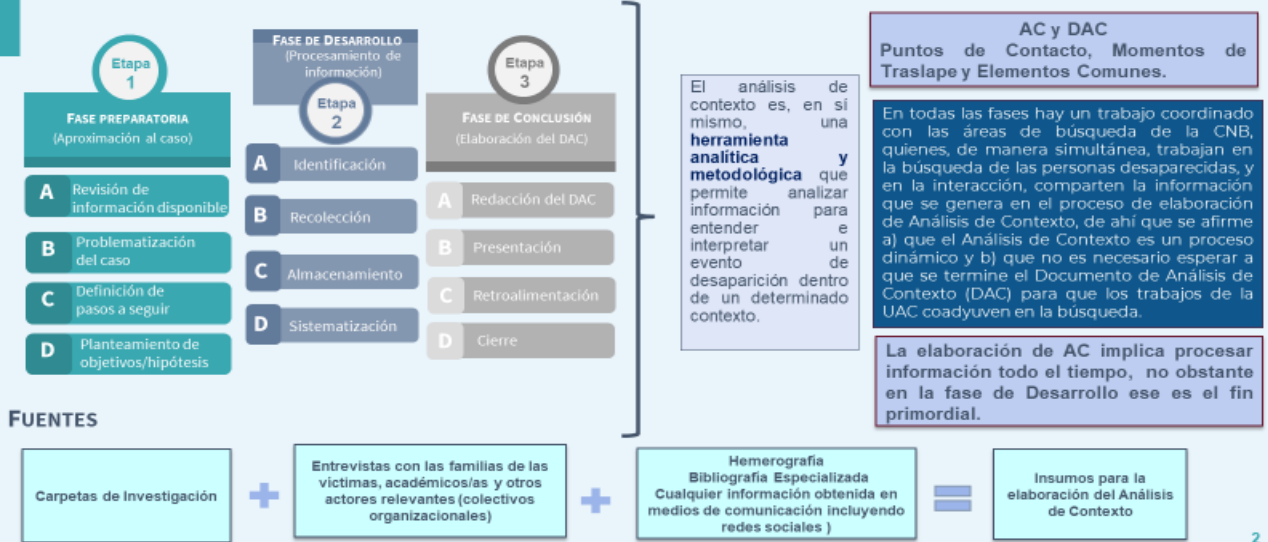 Etapa
1
FASE PREPARATORIA
(Aproximación al caso)
A
Revisión de
información disponible
B
Problematización
del caso
C
Definición de
pasos a seguir
D
Planteamiento de
objetivos/hipótesis
FASE DE DESARROLLO
(Procesamiento de
información)
Etapa
2
A
Identificación
B
Recolección
C
Almacenamiento
D
Sistematización
Etapa
3
FASE DE CONCLUSIÓN
(Elaboración del DAC)
A
Redacción del DAC
B
Presentación
C
Retroalimentación
D
Cierre
El análisis de
contexto es, en sí
mismo, una
herramienta
analítica y
metodológica que
permite analizar
información para
entender e
interpretar un
evento de
desaparición dentro
de un determinado
contexto.
AC y DAC
Puntos de Contacto, Momentos de
Traslape y Elementos Comunes.
En todas las fases hay un trabajo coordinado
con las áreas de búsqueda de la CNB,
quienes, de manera simultánea, trabajan en
la búsqueda de las personas desaparecidas, y
en la interacción, comparten la información
que se genera en el proceso de elaboración
de Análisis de Contexto, de ahí que se afirme
a) que el Análisis de Contexto es un proceso
dinámico y b) que no es necesario esperar a
que se termine el Documento de Análisis de
Contexto (DAC) para que los trabajos de la
UAC coadyuven en la búsqueda.
La elaboración de AC implica procesar
información todo el tiempo, no obstante
en la fase de Desarrollo ese es el fin
primordial.
FUENTES
Carpetas de Investigación
+
Entrevistas con las familias de las
víctimas, académicos/as y otros
actores relevantes (colectivos
organizacionales)
+
Hemerografía
Bibliografía Especializada
Cualquier información obtenida en
medios de comunicación incluyendo
redes sociales )
=
Insumos para la
elaboración del Análisis
de Contexto
2